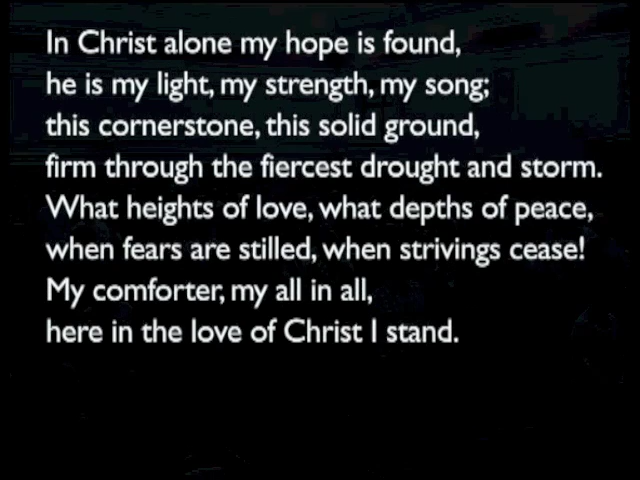 In Christ alone my hope is found,
he is my light, my strength, my song;
this cornerstone, this solid ground,
firm through the fiercest drought and storm.
What heights of love, what depths of peace,
when fears are stilled, when strivings cease!
My comforter, my all in all,
here in the love of Christ I stand.